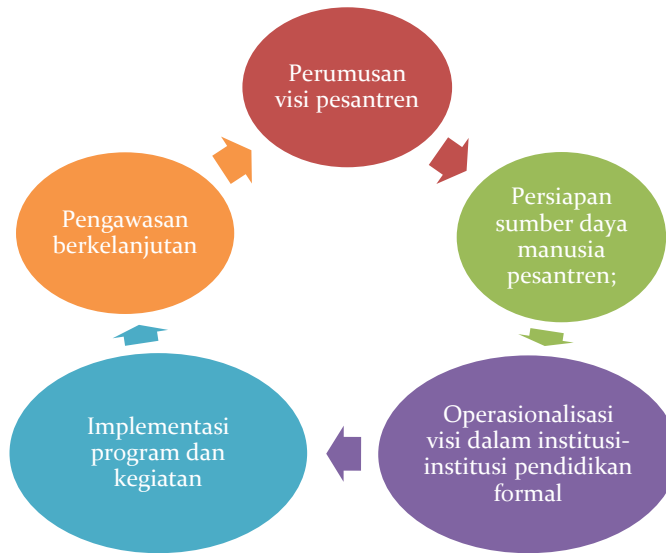 Perumusan
visi pesantren
Persiapan
sumber daya
manusia
pesantren;
Operasionalisasi
visi dalam institusi-
institusi pendidikan
formal
Implementasi
program dan
kegiatan
Pengawasan
berkelanjutan